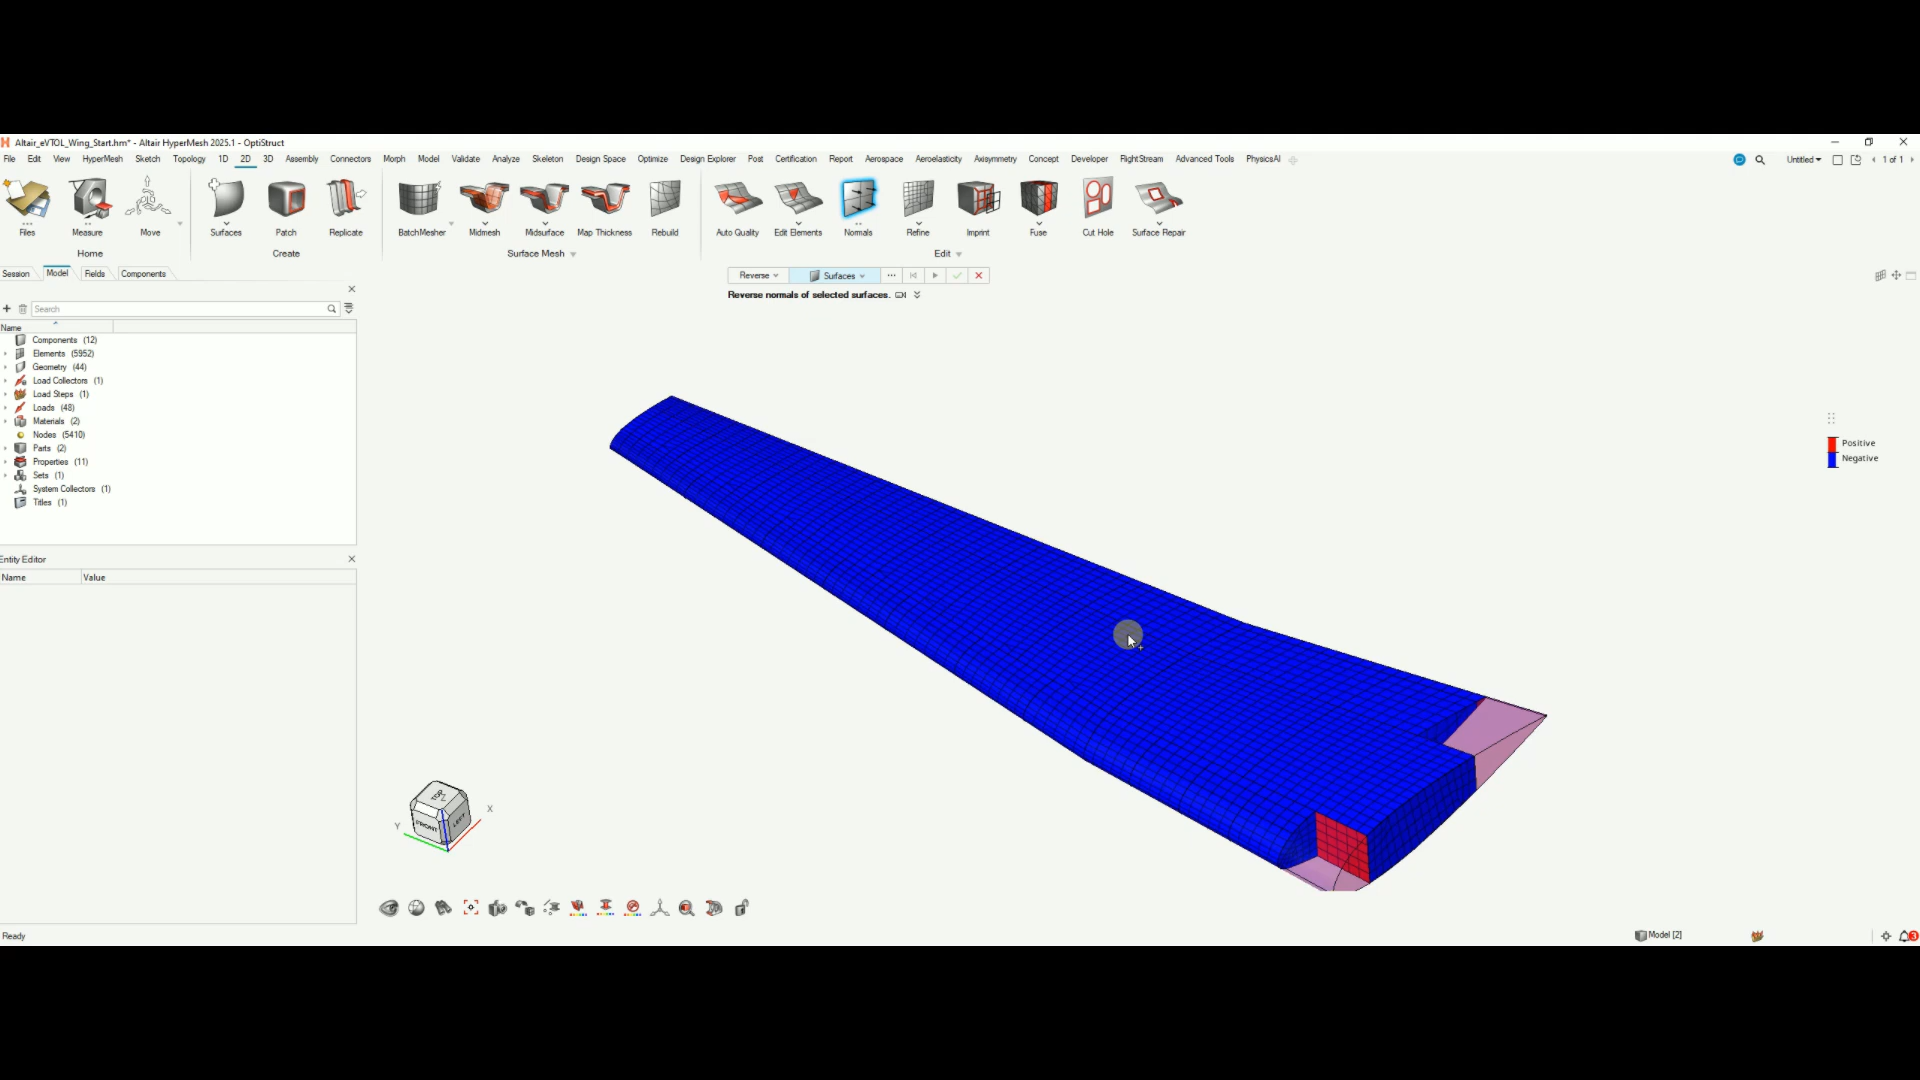 Altair_eVTOL_Wing_Start.hm* - Altair HyperMesh 2025.1 - OptiStruct
File Edit View HyperMesh Sketch Topology 1D 2D 3D Assembly Connectors Morph Model Validate Analyze Skeleton Design Space Optimize Design Explorer Post Certification Report Aerospace Aeroelasticity Axisymmetry Concept Developer FlightStream Advanced Tools PhysicsAI Untitled 1 of 1
Files Measure Move Surfaces Patch Replicate BatchMesher Midmesh Midsurface Map Thickness Rebuild Auto Quality Edit Elements Normals Refine Imprint Fuse Cut Hole Surface Repair
Home Create Surface Mesh Edit
Session Model Fields Components
Reverse Surfaces
Reverse normals of selected surfaces.
Search
Name
Components (12)
Elements (5952)
Geometry (44)
Load Collectors (1)
Load Steps (1)
Loads (48)
Materials (2)
Nodes (5410)
Parts (2)
Properties (11)
Sets (1)
System Collectors (1)
Titles (1)
Positive
Negative
Entity Editor
Name Value
TOP
FRONT
LEFT
Z
X
Y
Ready
Model [2]
3